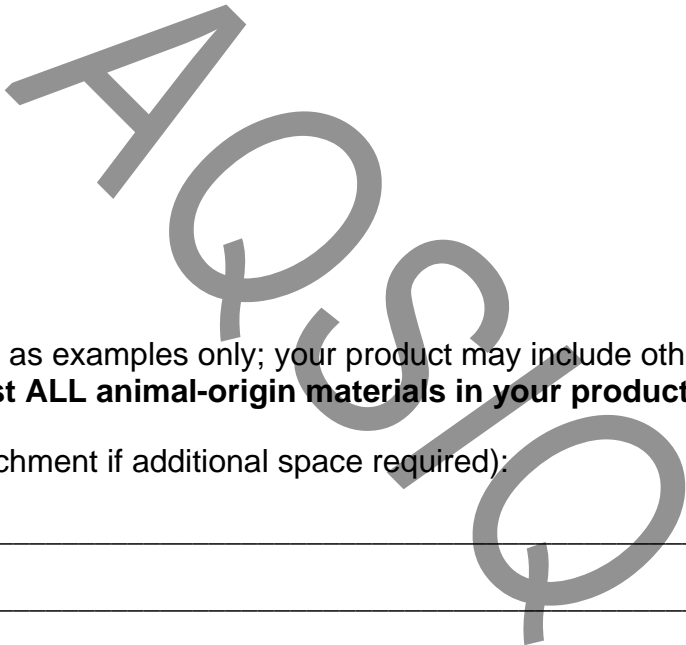 AQSIQ
as examples only; your product may include oth
st ALL animal-origin materials in your product
chment if additional space required):